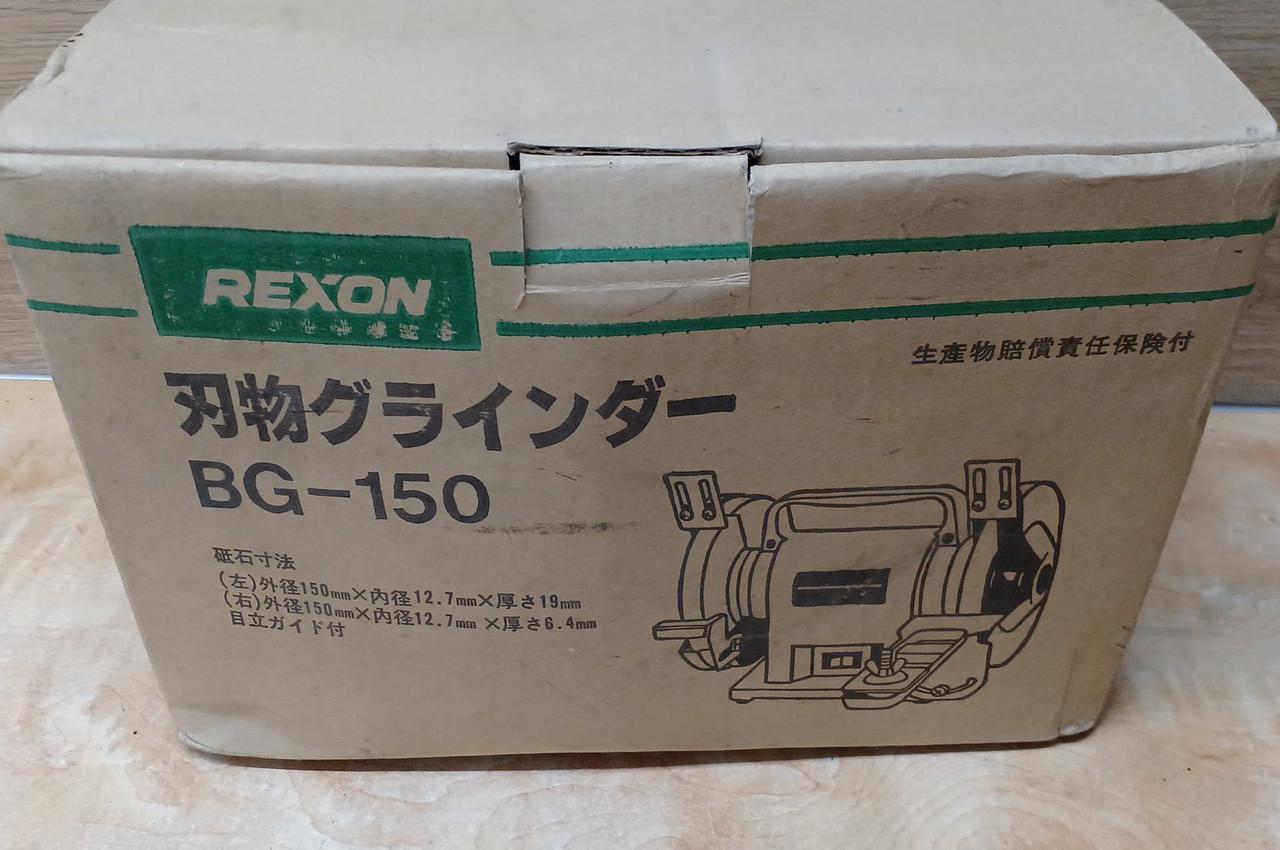 REXON
生産物賠償責任保険付
刃物グラインダー
BG-150
砥石寸法
(左)外径150mm×内径12.7mm×厚さ19mm
(右)外径150mm×内径12.7mm×厚さ6.4mm
目立ガイド付